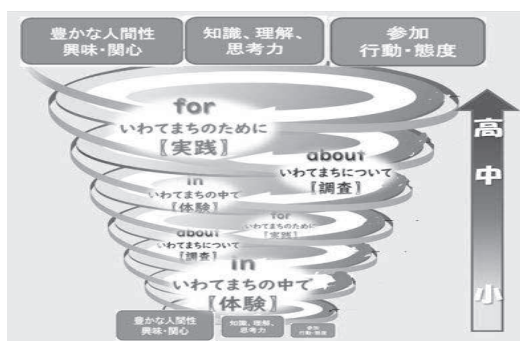 豊かな人間性
興味・関心
知識、理解、
思考力
参加
行動・態度
for
いわてまちのために
〖実践〗
about
いわてまちについて
〖調査〗
in
いわてまちの中で
〖体験〗
for
いわてまちのために
〖実践〗
about
いわてまちについて
〖調査〗
in
いわてまちの中で
〖体験〗
豊かな人間性
興味・関心
知識、理解、
思考力
参加
行動・態度
高
中
小